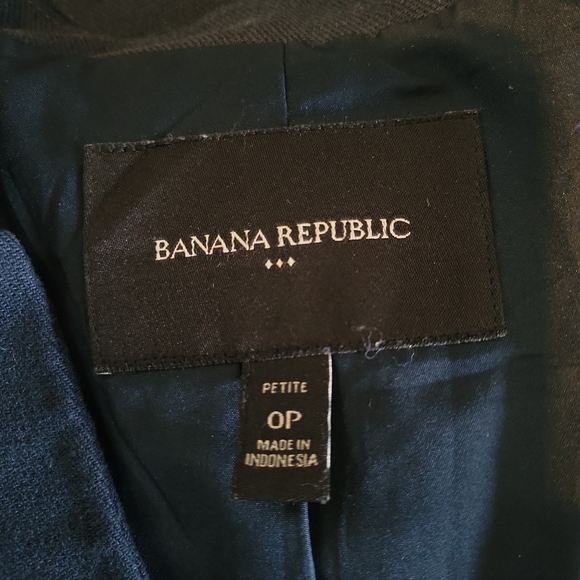 BANANA REPUBLIC
PETITE
0P
MADE IN
INDONESIA